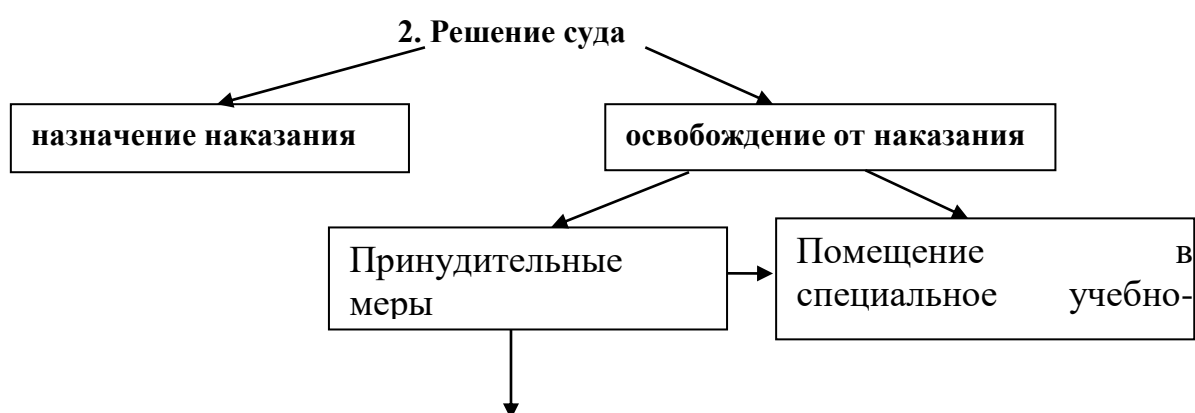 2. Решение суда
назначение наказания
освобождение от наказания
Принудительные
меры
Помещение в
специальное учебно-